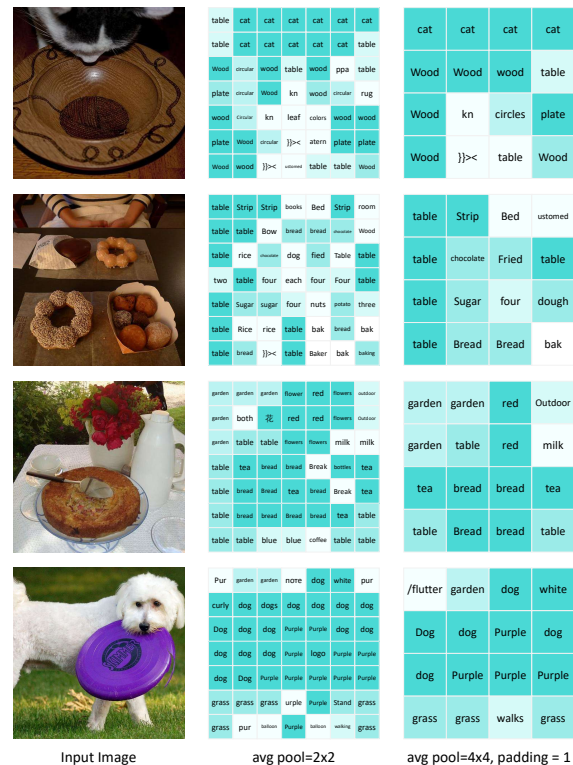 table cat cat cat cat cat cat
table cat cat cat cat cat table
Wood circular wood table wood ppa table
plate circular Wood kn wood circular rug
wood Circular kn leaf colors wood wood
plate Wood circular }}>< atern plate plate
Wood wood }}>< ustomed table table Wood
cat cat cat cat
Wood Wood wood table
Wood kn circles plate
Wood }}>< table Wood
table Strip Strip books Bed Strip room
table table Bow bread bread chocolate Wood
table rice chocolate dog fied Table table
two table four each four Four table
table Sugar sugar four nuts potato three
table Rice rice table bak bread bak
table bread }}>< table Baker bak baking
table Strip Bed ustomed
table chocolate Fried table
table Sugar four dough
table Bread Bread bak
garden garden garden flower red flowers outdoor
garden both 花 red red flowers Outdoor
garden table table flowers flowers milk milk
table tea bread bread Break bottles tea
table bread Bread tea bread Break tea
table bread Bread bread bread tea table
table table blue blue coffee table table
garden garden red Outdoor
garden table red milk
tea bread bread tea
table Bread bread table
Pur garden garden поте dog white pur
curly dog dogs dog dog dog dog
Dog dog dog Purple Purple dog dog
dog dog dog Purple logo Purple Purple
dog Dog Purple Purple Purple Purple Purple
grass grass grass urple Purple Stand grass
grass pur balloon Purple balloon walking grass
/flutter garden dog white
Dog dog Purple dog
dog Purple Purple Purple
grass grass walks grass
Input Image avg pool=2x2 avg pool=4x4, padding = 1